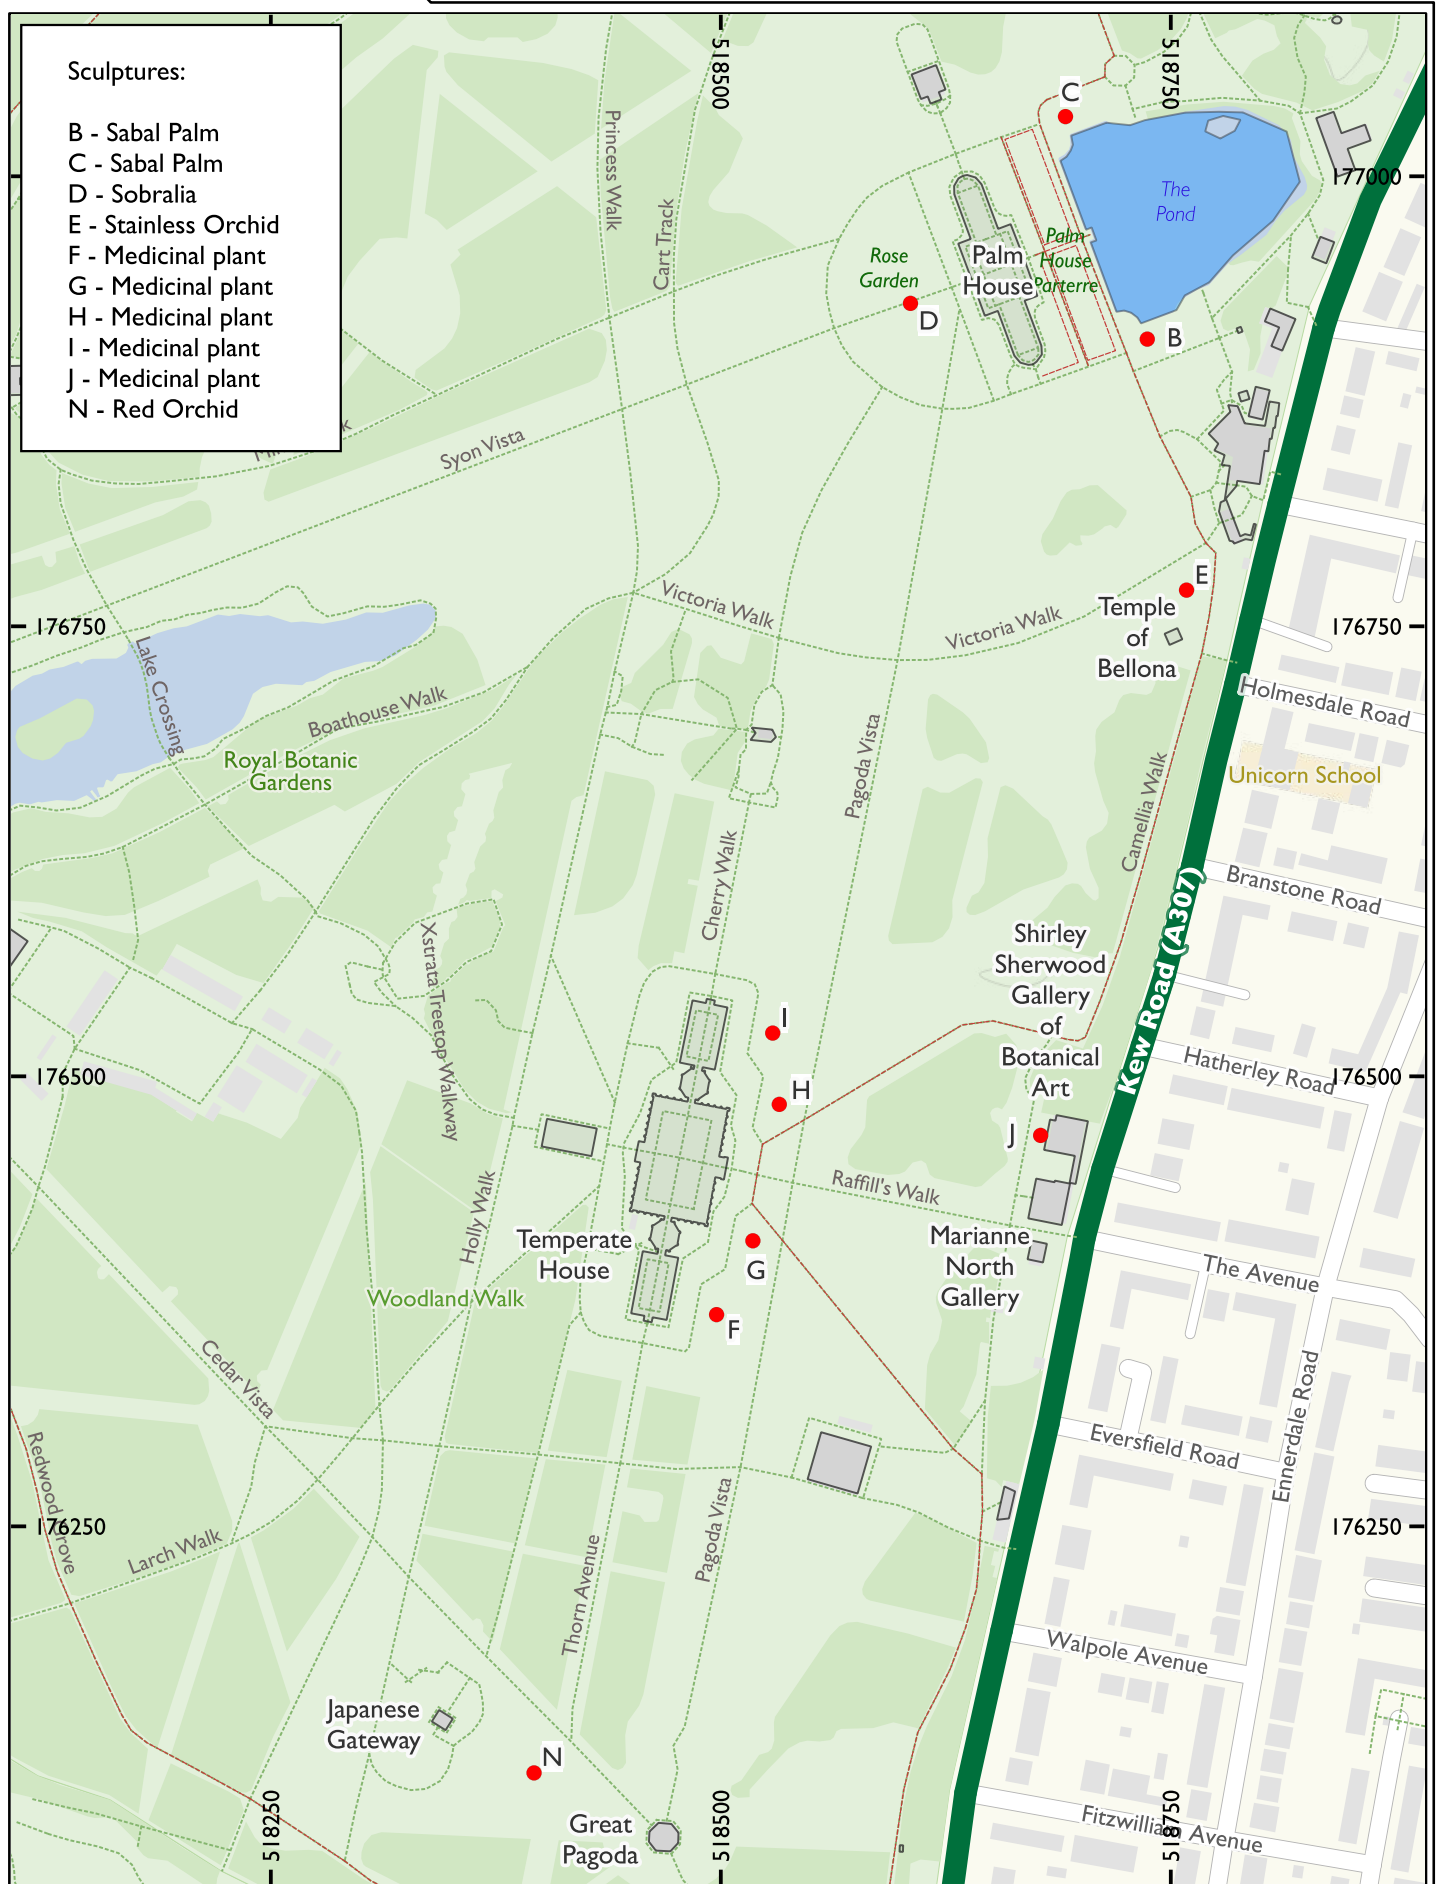 Sculptures:
B - Sabal Palm
C - Sabal Palm
D - Sobralia
E - Stainless Orchid
F - Medicinal plant
G - Medicinal plant
H - Medicinal plant
I - Medicinal plant
J - Medicinal plant
N - Red Orchid
518500
518750
C
Princess Walk
Cart Track
177000
177000
The
Pond
Rose
Garden
Palm
House
Palm
House
Parterre
D
B
Syon Vista
E
Victoria Walk
Victoria Walk
Temple
of
Bellona
176750
176750
Lake Crossing
Boathouse Walk
Royal Botanic
Gardens
Holmesdale Road
Unicorn School
Pagoda Vista
Camellia Walk
Cherry Walk
Branstone Road
Kew Road (A307)
Xstrata Treetop Walkway
Shirley
Sherwood
Gallery
of
Botanical
Art
I
H
J
176500
176500
Hatherley Road
Raffill's Walk
Holly Walk
Temperate
House
G
Marianne
North
Gallery
The Avenue
Woodland Walk
F
Cedar Vista
Ennerdale Road
Eversfield Road
Redwood Grove
Pagoda Vista
176250
176250
Larch Walk
Thorn Avenue
Walpole Avenue
Japanese
Gateway
N
518250
518500
518750
Great
Pagoda
Fitzwilliam Avenue